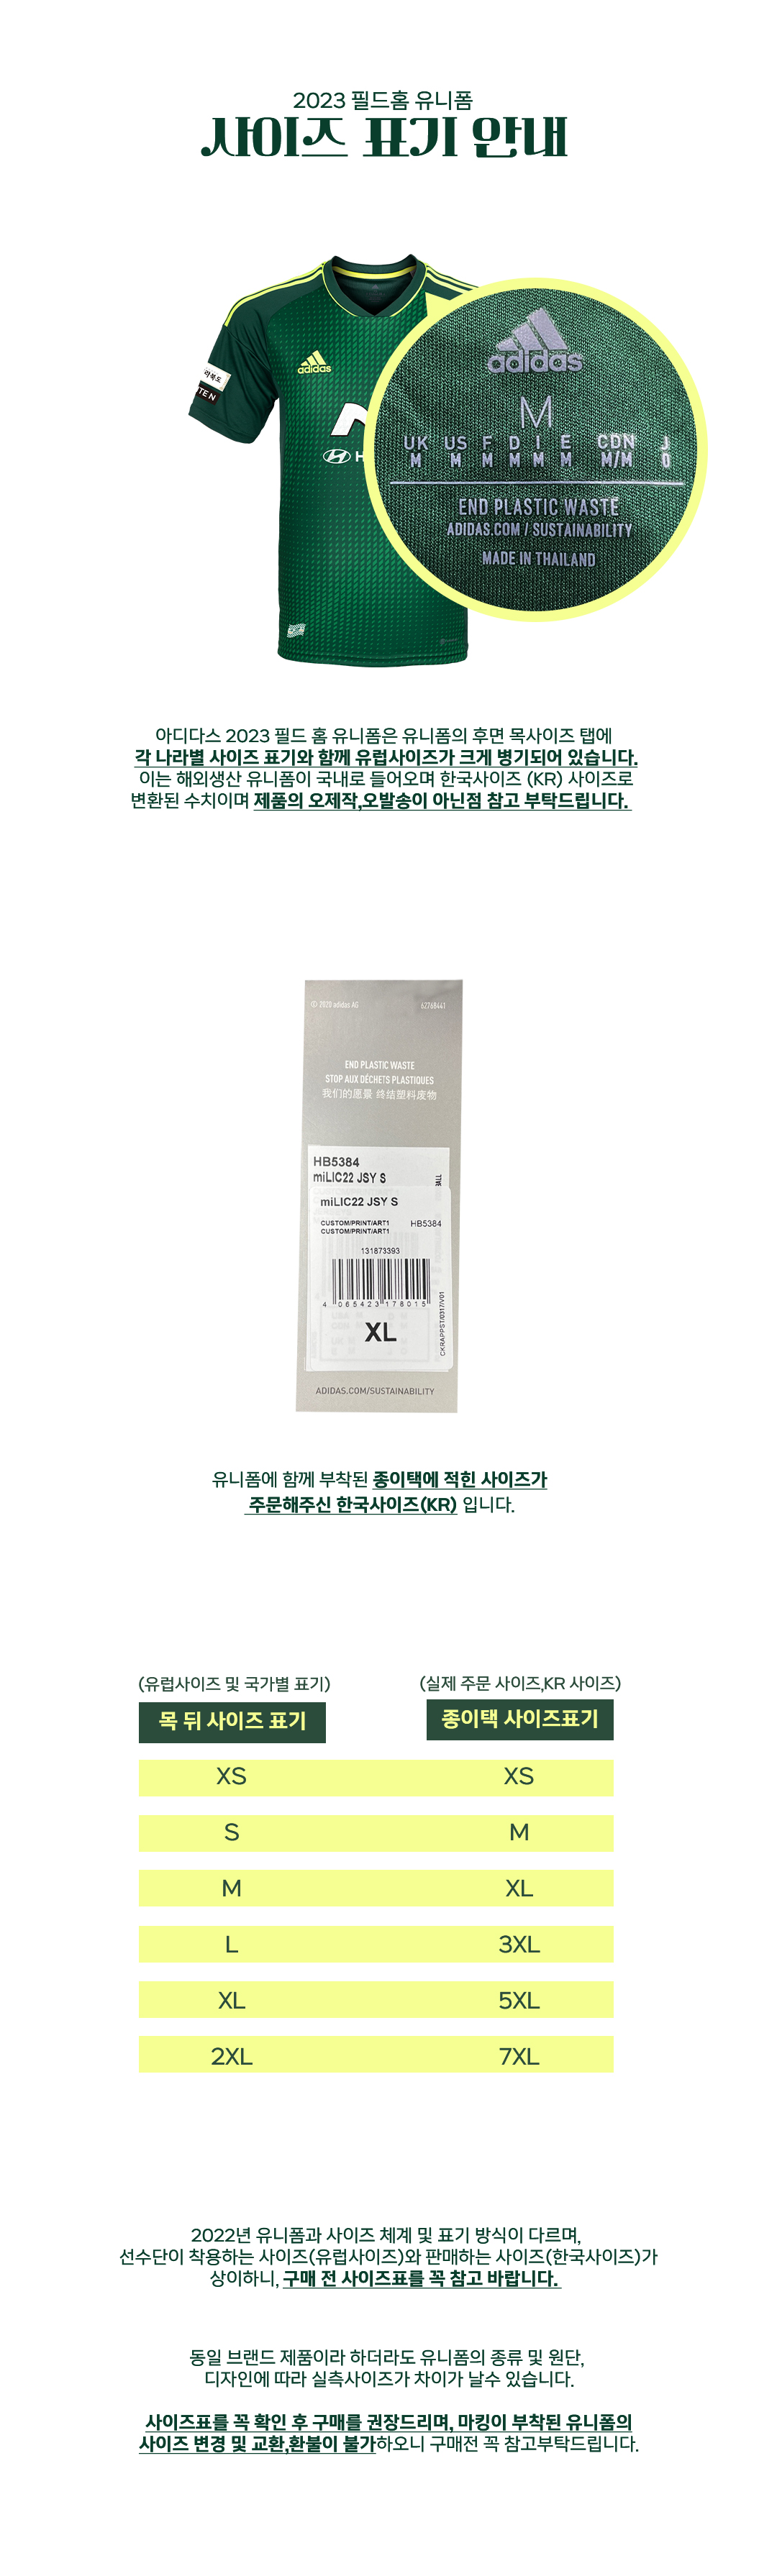 2023 필드홈 유니폼
사이즈 표기 안내
adidas
라북도
TE N
H
adidas
M
UK US F D I E CDN J
M M M M M M M/M O
END PLASTIC WASTE
ADIDAS.COM / SUSTAINABILITY
MADE IN THAILAND
아디다스 2023 필드 홈 유니폼은 유니폼의 후면 목사이즈 탭에
각 나라별 사이즈 표기와 함께 유럽사이즈가 크게 병기되어 있습니다.
이는 해외생산 유니폼이 국내로 들어오며 한국사이즈 (KR) 사이즈로
변환된 수치이며 제품의 오제작,오발송이 아닌점 참고 부탁드립니다.
© 2020 adidas AG 62768441
END PLASTIC WASTE
STOP AUX DÉCHETS PLASTIQUES
我们的愿景 终结塑料废物
HB5384
miLIC22 JSY S
BALL
miLIC22 JSY S
CUSTOM/PRINT/ART1 HB5384
CUSTOM/PRINT/ART1
131873393
4 065423 178015
XL
CKRAPPST/0317/V01
ADIDAS.COM/SUSTAINABILITY
유니폼에 함께 부착된 종이택에 적힌 사이즈가
주문해주신 한국사이즈(KR) 입니다.
(유럽사이즈 및 국가별 표기) (실제 주문 사이즈,KR 사이즈)
목 뒤 사이즈 표기 종이택 사이즈표기
XS XS
S M
M XL
L 3XL
XL 5XL
2XL 7XL
2022년 유니폼과 사이즈 체계 및 표기 방식이 다르며,
선수단이 착용하는 사이즈(유럽사이즈)와 판매하는 사이즈(한국사이즈)가
상이하니, 구매 전 사이즈표를 꼭 참고 바랍니다.
동일 브랜드 제품이라 하더라도 유니폼의 종류 및 원단,
디자인에 따라 실측사이즈가 차이가 날수 있습니다.
사이즈표를 꼭 확인 후 구매를 권장드리며, 마킹이 부착된 유니폼의
사이즈 변경 및 교환,환불이 불가하오니 구매전 꼭 참고부탁드립니다.